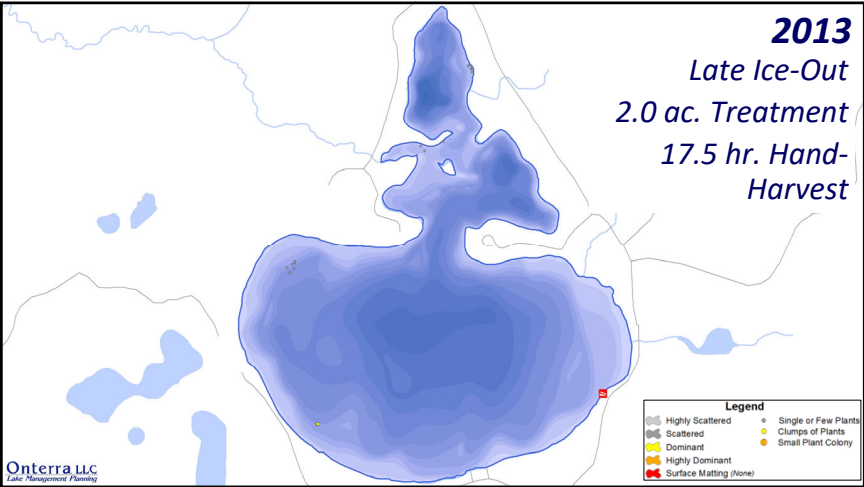 2013
Late Ice-Out
2.0 ac. Treatment
17.5 hr. Hand-
Harvest
Legend
Highly Scattered
Scattered
Dominant
Highly Dominant
Surface Matting (None)
Single or Few Plants
Clumps of Plants
Small Plant Colony
Onterra LLC
Lake Management Planning